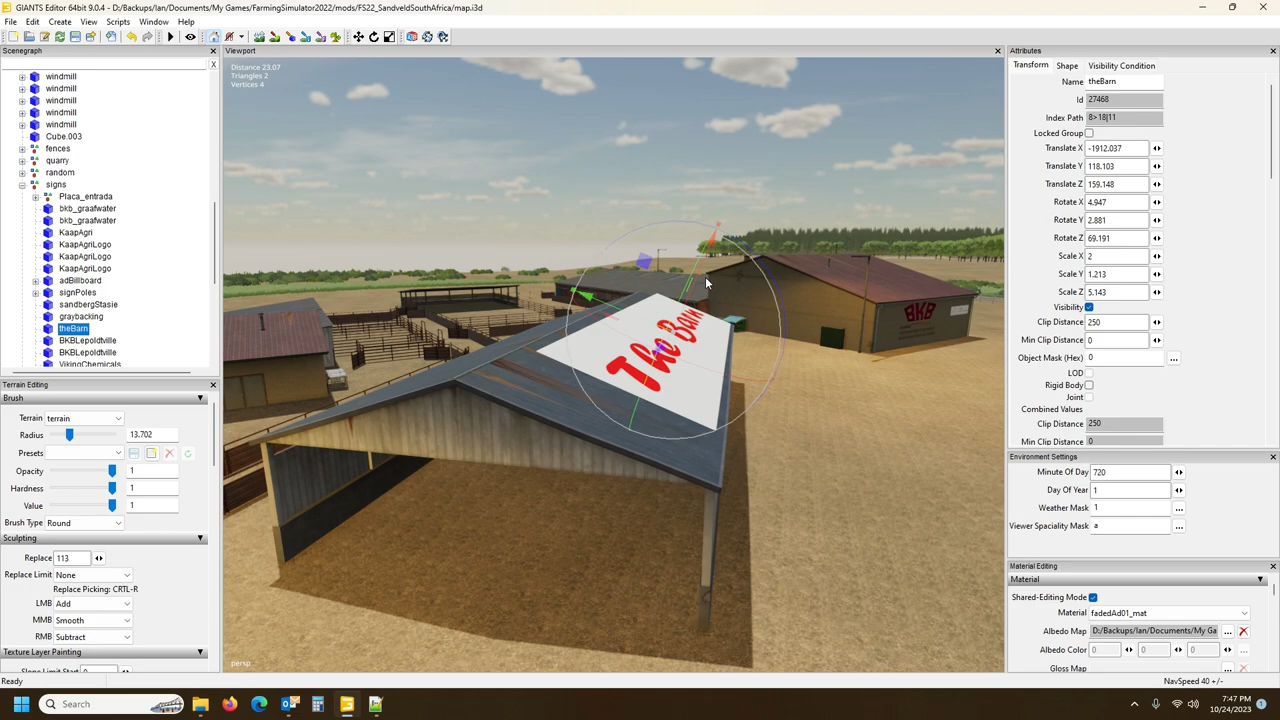 GIANTS Editor 64bit 9.0.4 - D:/Backups/Ian/Documents/My Games/FarmingSimulator2022/mods/FS22_SandveldSouthAfrica/map.i3d
File Edit Create View Scripts Window Help
Scenegraph
X
windmill
windmill
windmill
windmill
windmill
Cube.003
fences
quarry
random
signs
Placa_entrada
bkb_graafwater
bkb_graafwater
KaapAgri
KaapAgriLogo
KaapAgriLogo
KaapAgriLogo
adBillboard
signPoles
sandbergStasie
graybacking
theBarn
BKBLepoldtville
BKBLepoldtville
VikingChemicals
Terrain Editing
Brush
Terrain terrain
Radius 13.702
Presets
Opacity 1
Hardness 1
Value 1
Brush Type Round
Sculpting
Replace 113
Replace Limit None
Replace Picking: CRTL-R
LMB Add
MMB Smooth
RMB Subtract
Texture Layer Painting
Ready
Viewport
Distance 23.07
Triangles 2
Vertices 4
The Barn
BKB
persp
Attributes
Transform Shape Visibility Condition
Name theBarn
Id 27468
Index Path 8>18|11
Locked Group
Translate X -1912.037
Translate Y 118.103
Translate Z 159.148
Rotate X 4.947
Rotate Y 2.881
Rotate Z 69.191
Scale X 2
Scale Y 1.213
Scale Z 5.143
Visibility
Clip Distance 250
Min Clip Distance 0
Object Mask (Hex) 0 ...
LOD
Rigid Body
Joint
Combined Values
Clip Distance 250
Min Clip Distance 0
Environment Settings
Minute Of Day 720
Day Of Year 1
Weather Mask 1 ...
Viewer Spaciality Mask a ...
Material Editing
Material
Shared-Editing Mode
Material fadedAd01_mat
Albedo Map D:/Backups/Ian/Documents/My Ga ...
Albedo Color 0 0 0 ...
Gloss Map
NavSpeed 40 +/-
Search
7:47 PM
10/24/2023